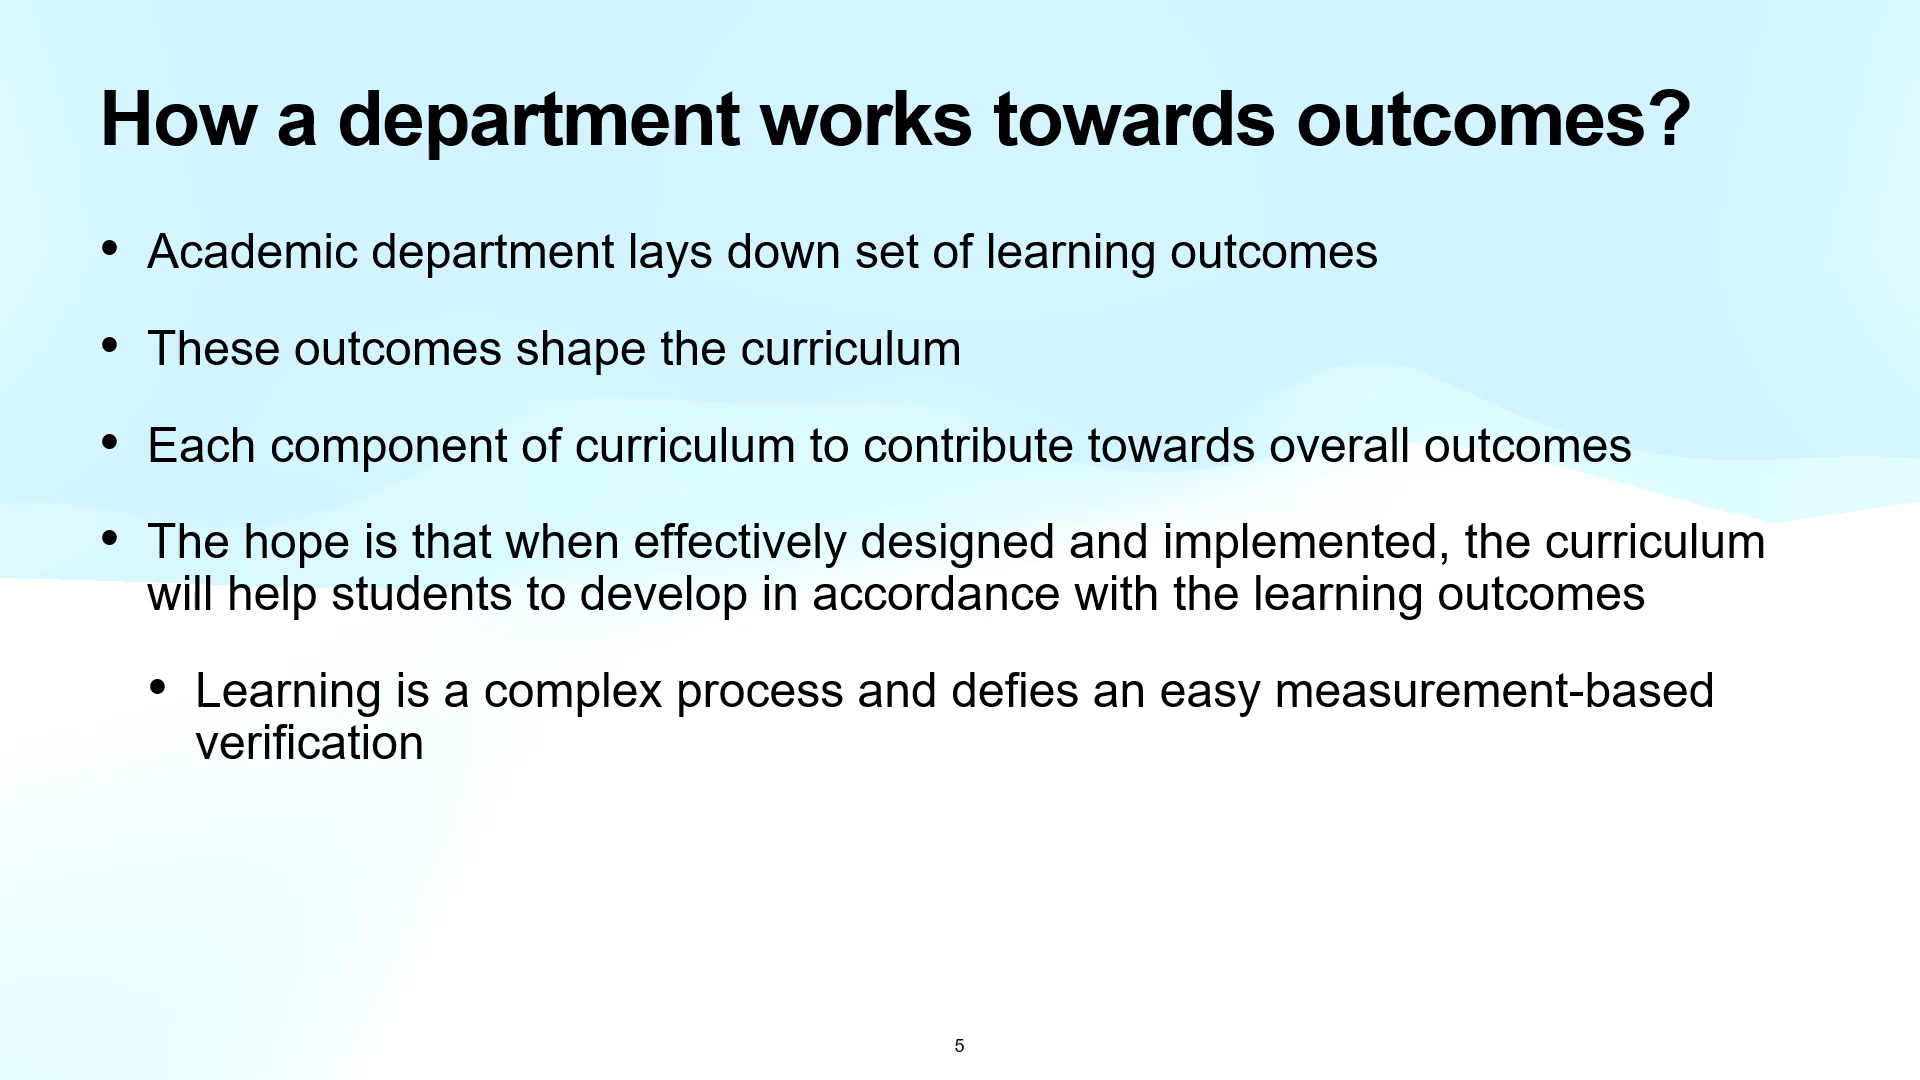 How a department works towards outcomes?
• Academic department lays down set of learning outcomes
• These outcomes shape the curriculum
• Each component of curriculum to contribute towards overall outcomes
• The hope is that when effectively designed and implemented, the curriculum
will help students to develop in accordance with the learning outcomes
• Learning is a complex process and defies an easy measurement-based
verification
5